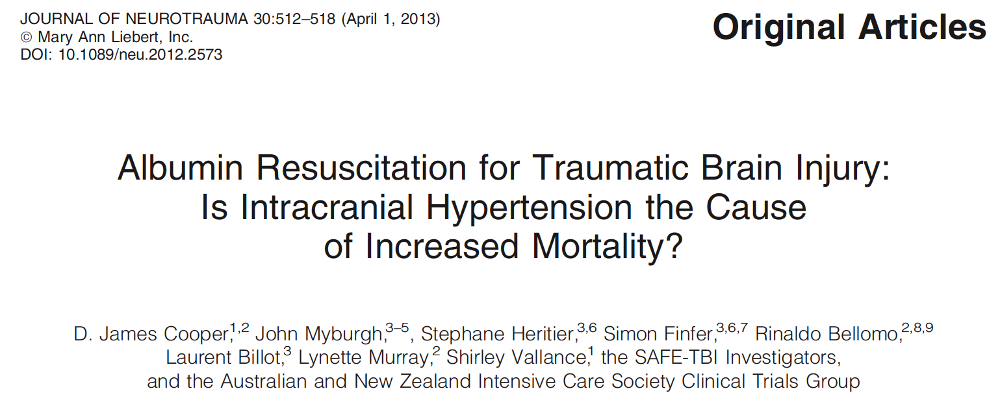 JOURNAL OF NEUROTRAUMA 30:512–518 (April 1, 2013)
© Mary Ann Liebert, Inc.
DOI: 10.1089/neu.2012.2573
Original Articles
Albumin Resuscitation for Traumatic Brain Injury:
Is Intracranial Hypertension the Cause
of Increased Mortality?
D. James Cooper,1,2 John Myburgh,3–5, Stephane Heritier,3,6 Simon Finfer,3,6,7 Rinaldo Bellomo,2,8,9
Laurent Billot,3 Lynette Murray,2 Shirley Vallance,1 the SAFE-TBI Investigators,
and the Australian and New Zealand Intensive Care Society Clinical Trials Group